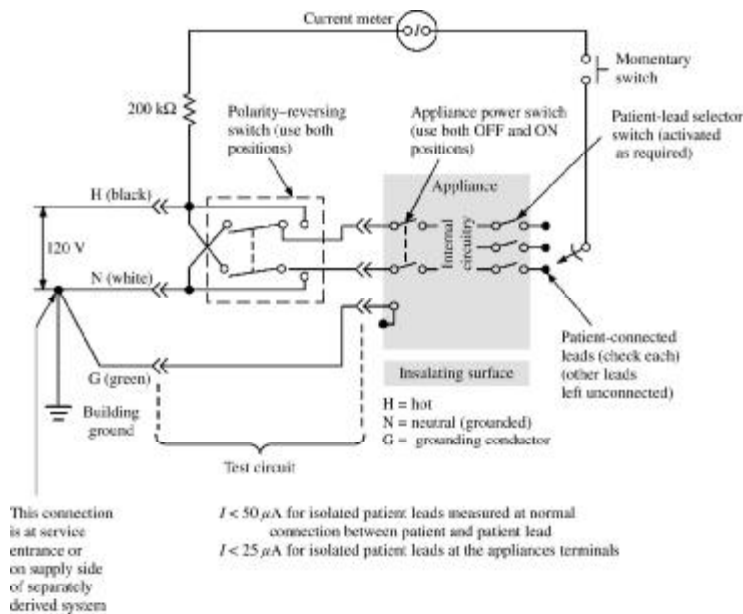 Current meter
Momentary
switch
200 kΩ
Polarity–reversing
switch (use both
positions)
Appliance power switch
(use both OFF and ON
positions)
Patient-lead selector
switch (activated
as required)
Appliance
H (black)
120 V
Internal
circuitry
N (white)
Patient-connected
leads (check each)
(other leads
left unconnected)
G (green)
Insulating surface
Building
ground
H = hot
N = neutral (grounded)
G = grounding conductor
Test circuit
This connection
is at service
entrance or
on supply side
of separately
derived system
I < 50 μA for isolated patient leads measured at normal
connection between patient and patient lead
I < 25 μA for isolated patient leads at the appliances terminals